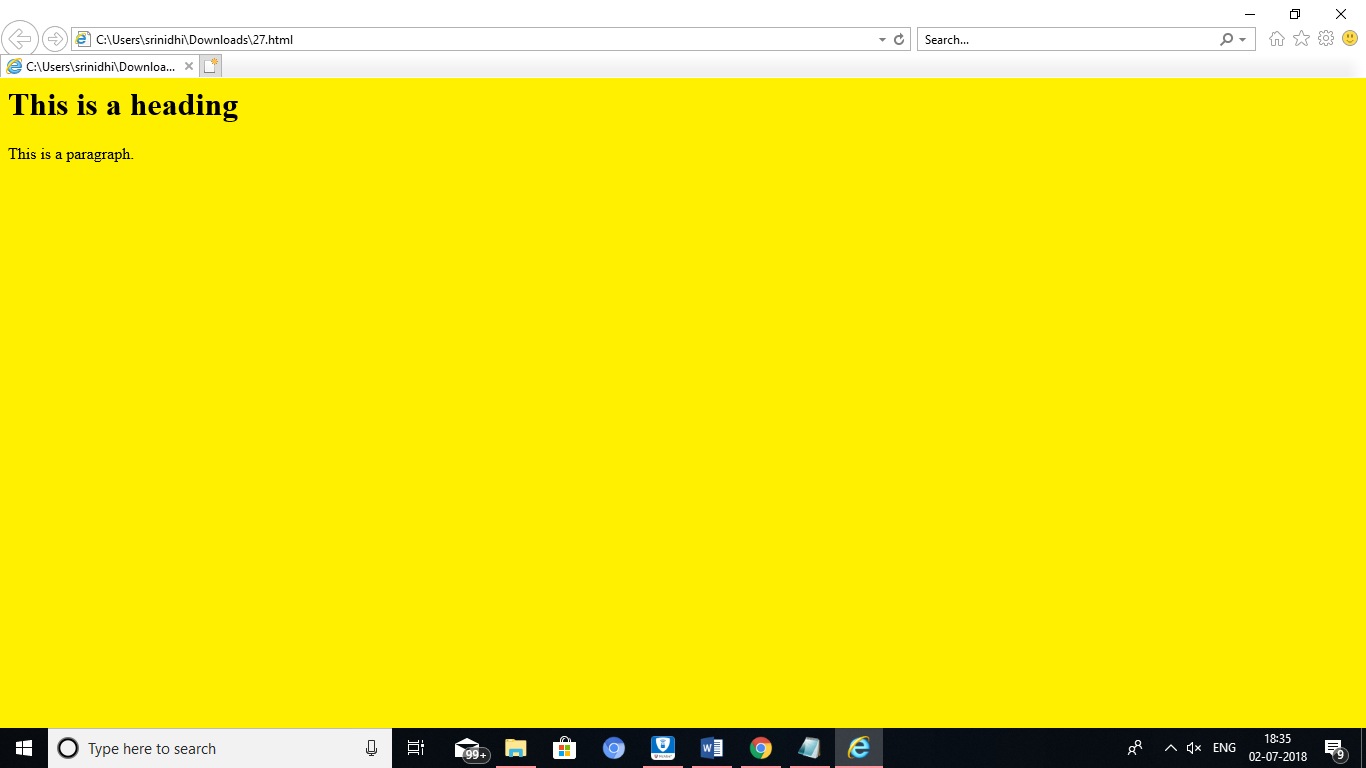 C:\Users\srinidhi\Downloads\27.html
Search...
C:\Users\srinidhi\Downloa...
This is a heading
This is a paragraph.
Type here to search
99+
W
ENG
18:35
02-07-2018
9